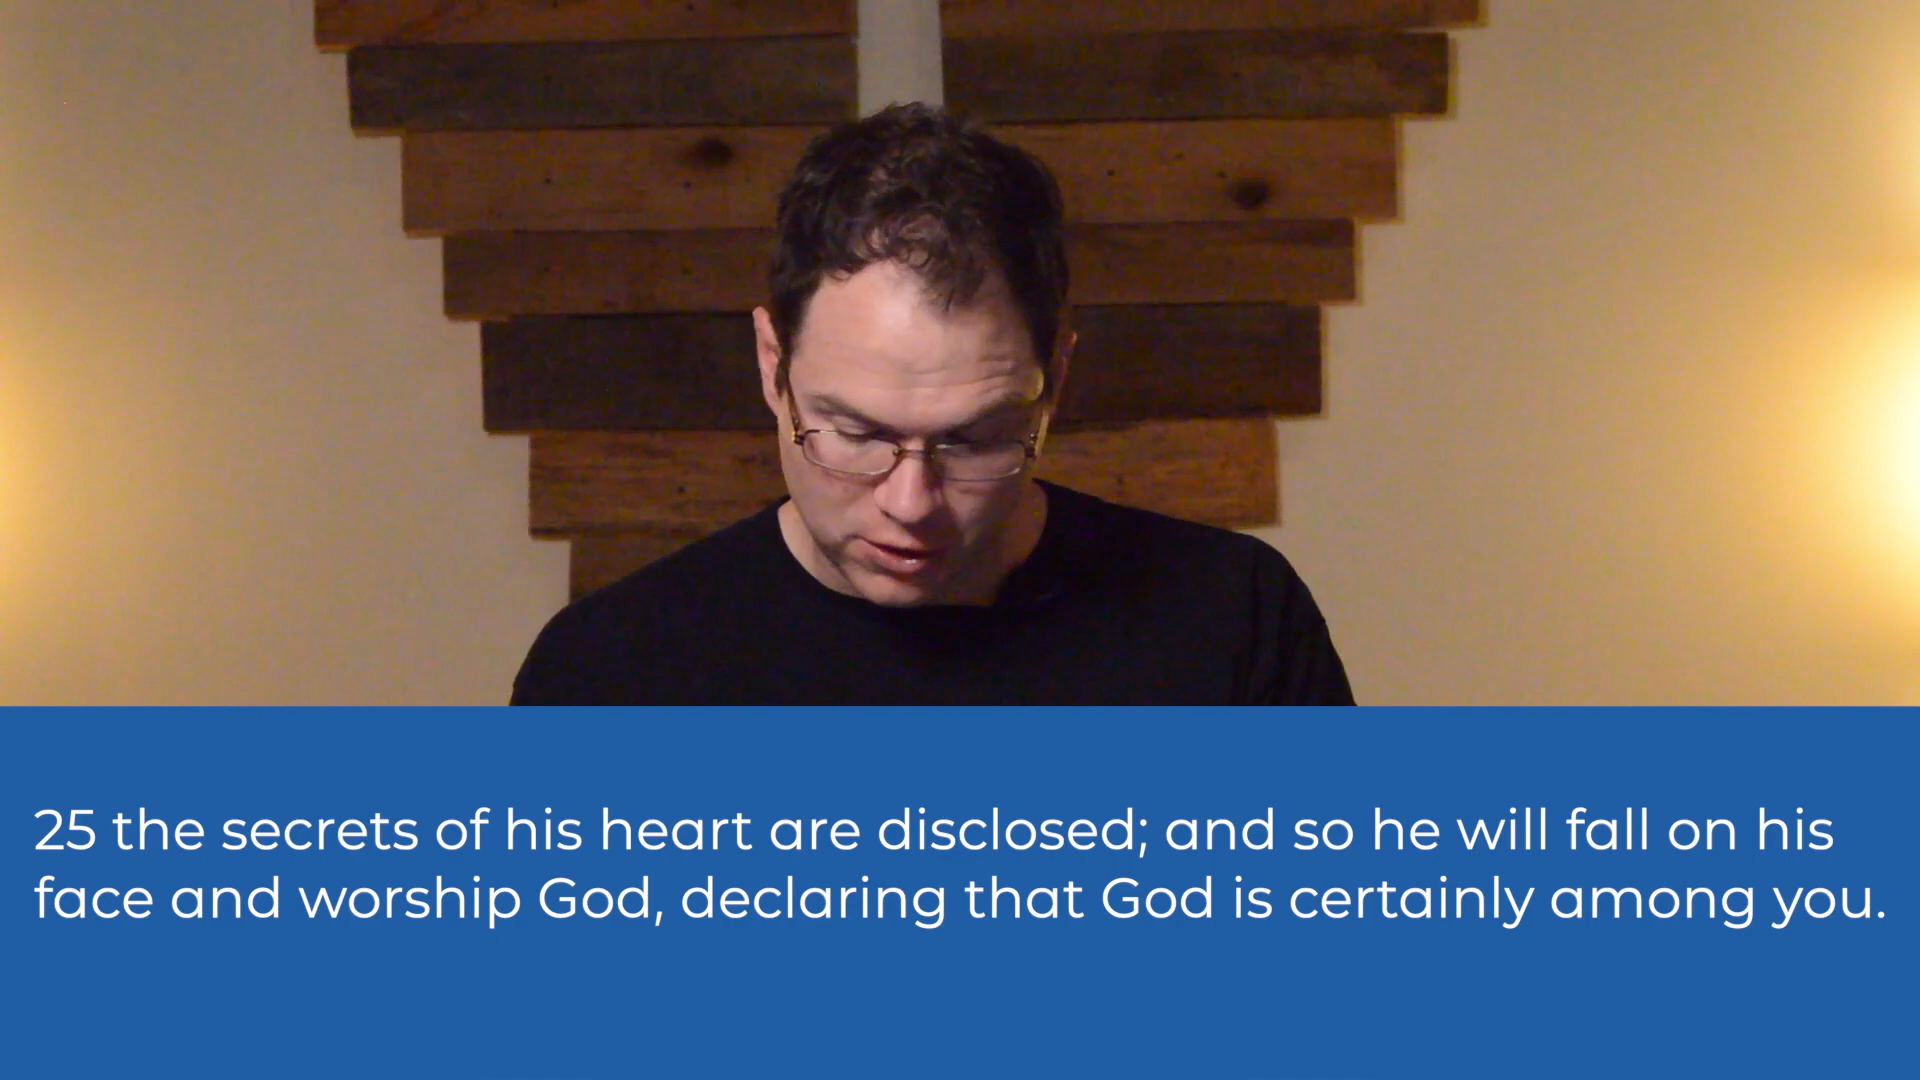 25 the secrets of his heart are disclosed; and so he will fall on his
face and worship God, declaring that God is certainly among you.